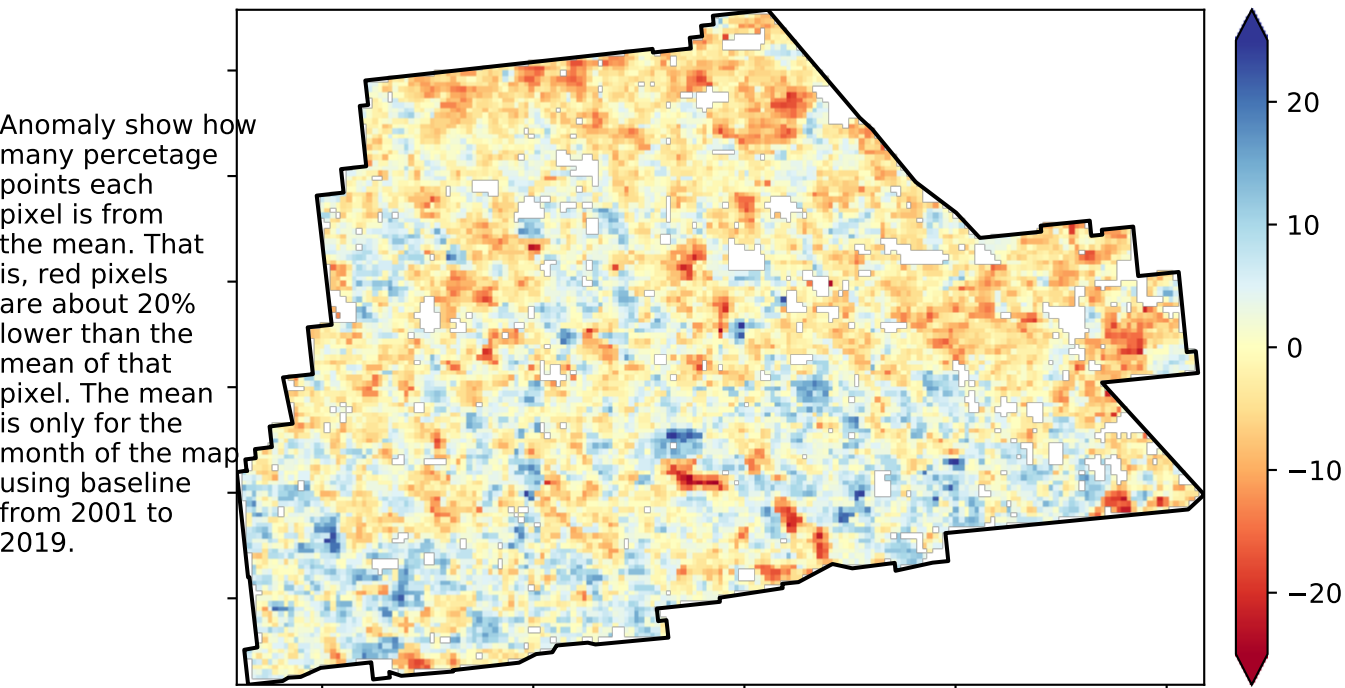 Anomaly show how
many percetage
points each
pixel is from
the mean. That
is, red pixels
are about 20%
lower than the
mean of that
pixel. The mean
is only for the
month of the map
using baseline
from 2001 to
2019.
20
10
0
−10
−20